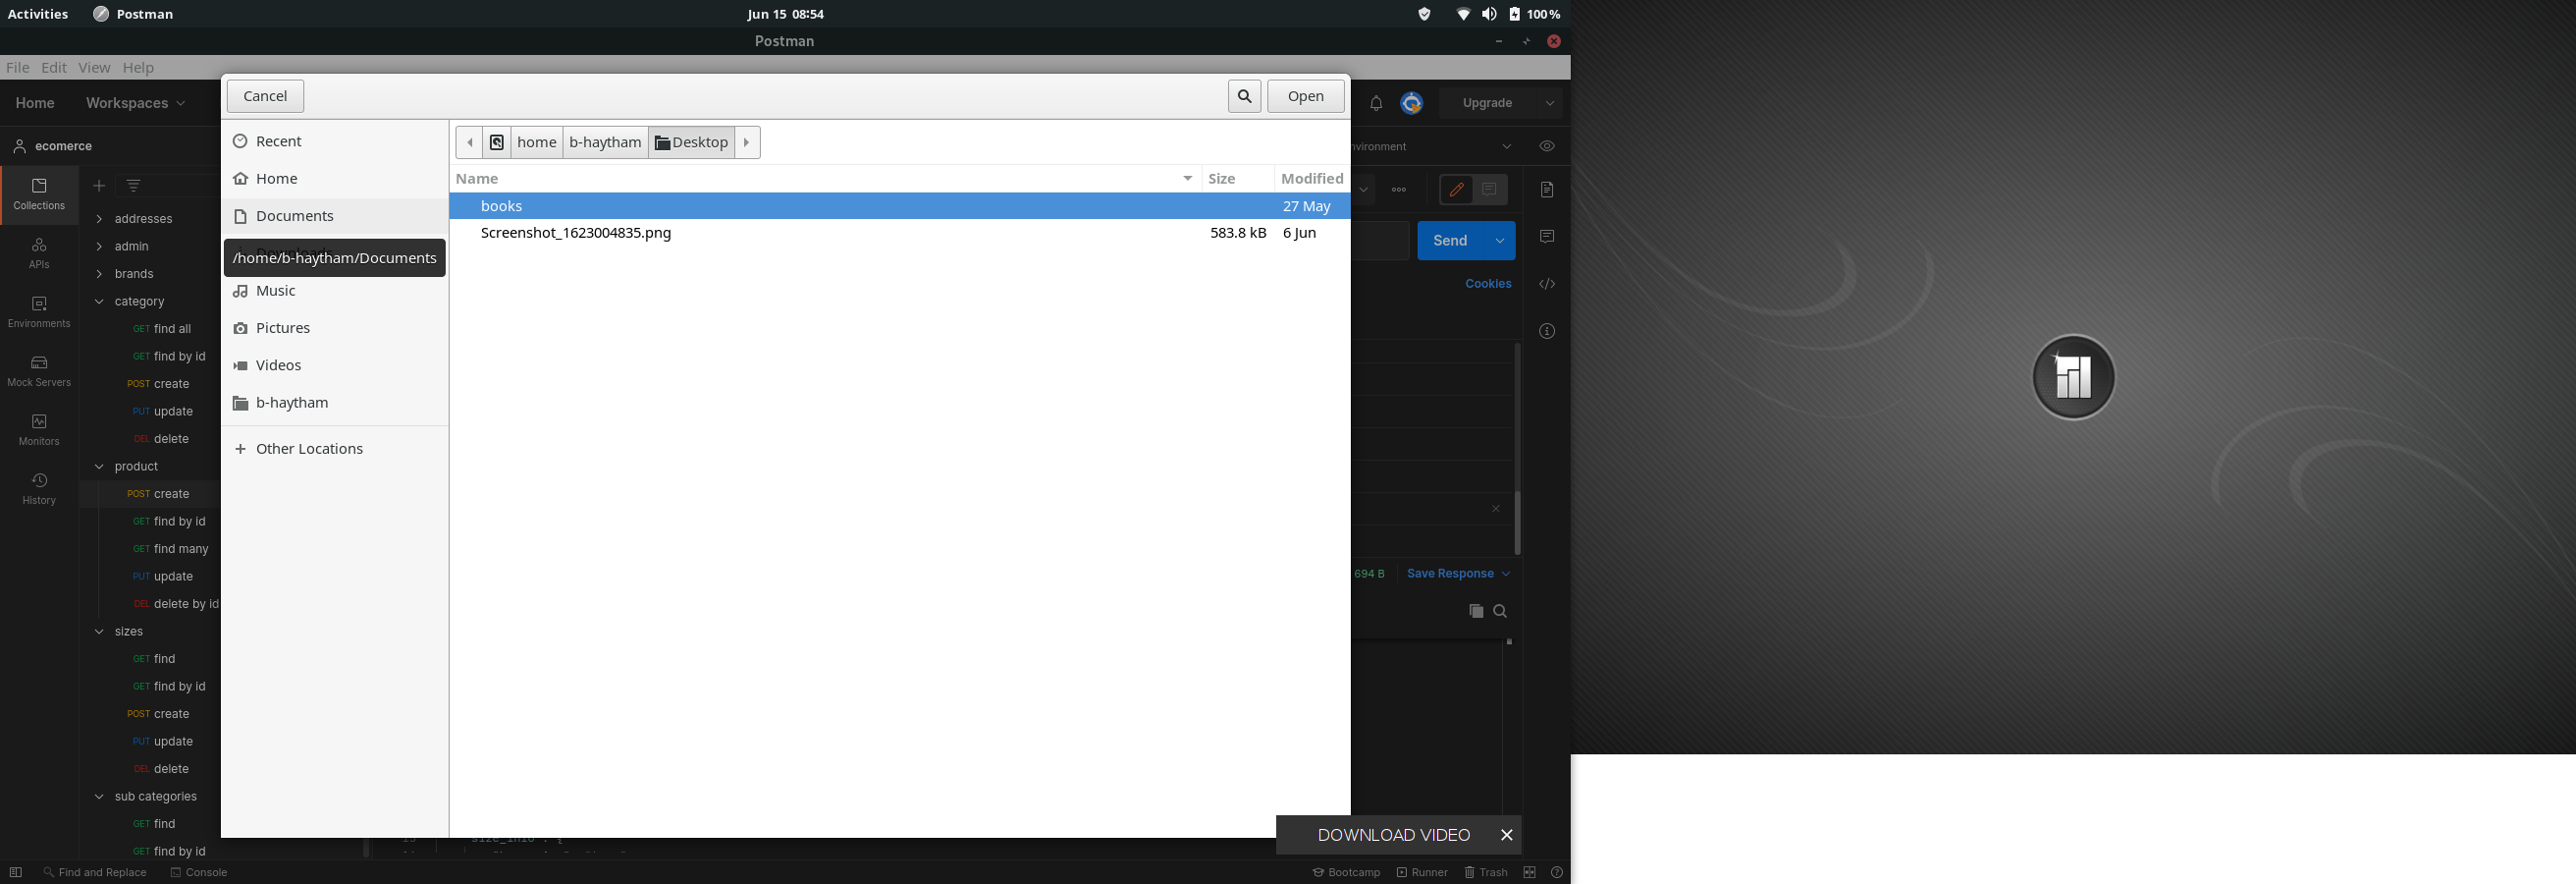 Activities Postman Jun 15 08:54 100%
Postman
File Edit View Help
Home Workspaces Upgrade
ecomerce
nvironment
Cancel Open
Recent
Home
Documents
/home/b-haytham/Documents
Music
Pictures
Videos
b-haytham
Other Locations
home b-haytham Desktop
Name Size Modified
books 27 May
Screenshot_1623004835.png 583.8 kB 6 Jun
Collections
APIs
Environments
Mock Servers
Monitors
History
addresses
admin
brands
category
GET find all
GET find by id
POST create
PUT update
DEL delete
product
POST create
GET find by id
GET find many
PUT update
DEL delete by id
sizes
GET find
GET find by id
POST create
PUT update
DEL delete
sub categories
GET find
GET find by id
Send
Cookies
694 B Save Response
DOWNLOAD VIDEO
Find and Replace Console Bootcamp Runner Trash